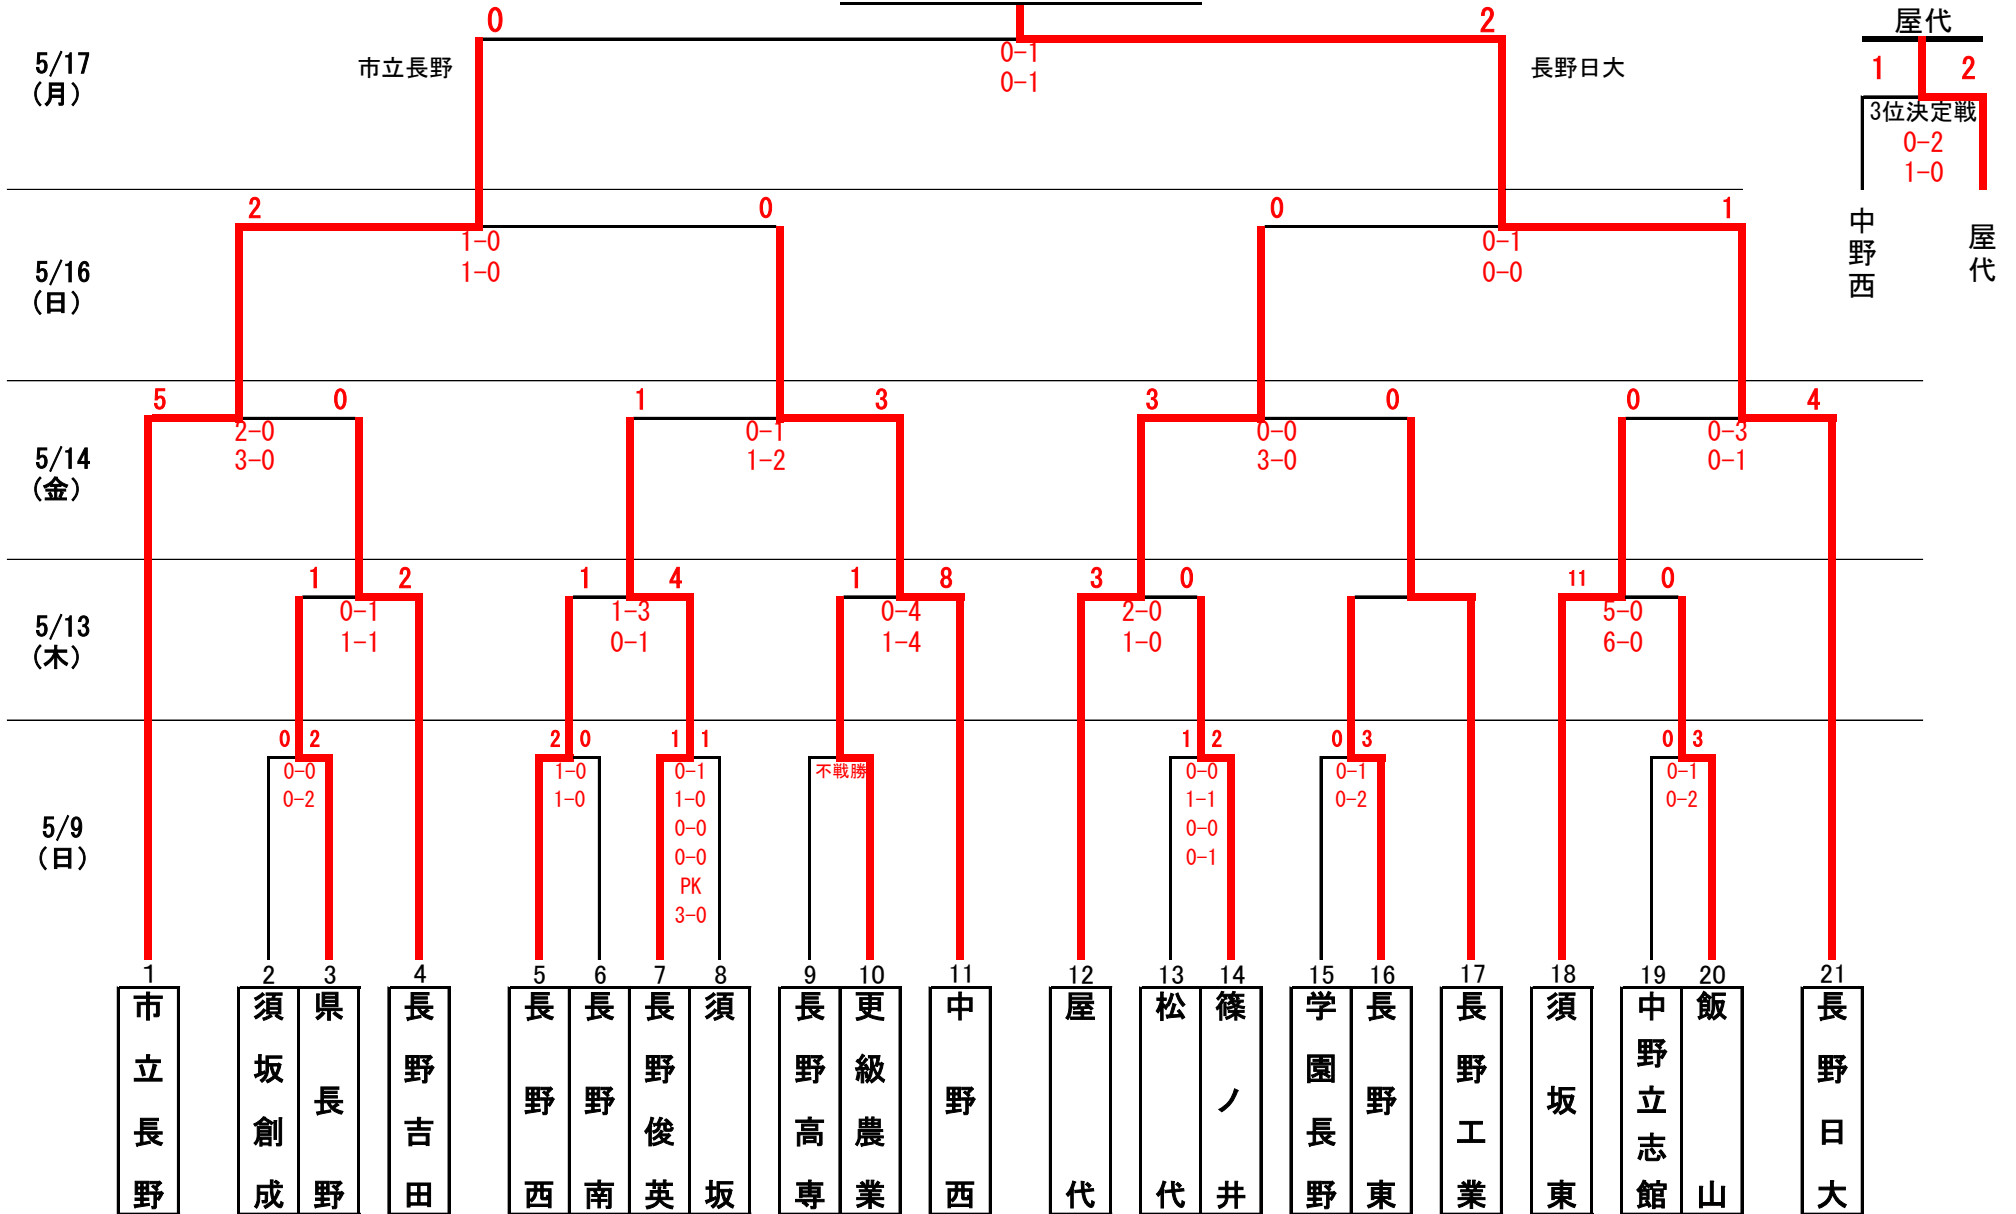 0 2 屋代
5/17
(月)
市立長野 0-1 長野日大 1 2
0-1
3位決定戦
0-2
1-0
中野西 屋代
2 0 0 1
5/16
(日)
1-0 0-1
1-0 0-0
5 0 1 3 3 0 0 4
5/14
(金)
2-0 0-1 0-0 0-3
3-0 1-2 3-0 0-1
1 2 1 4 1 8 3 0 11 0
5/13
(木)
0-1 1-3 0-4 2-0 5-0
1-1 0-1 1-4 1-0 6-0
0 2 2 0 1 1 1 2 0 3 0 3
5/9
(日)
0-0 1-0 0-1 不戦勝 0-0 0-1 0-1
0-2 1-0 1-0 1-1 0-2 0-2
0-0 0-0
0-0 0-1
PK
3-0
1 2 3 4 5 6 7 8 9 10 11 12 13 14 15 16 17 18 19 20 21
市立長野
須坂創成
県長野
長野吉田
長野西
長野南
長野俊英
須坂
長野高専
更級農業
中野西
屋代
松代
篠ノ井
学園長野
長野東
長野工業
須坂東
中野立志館
飯山
長野日大